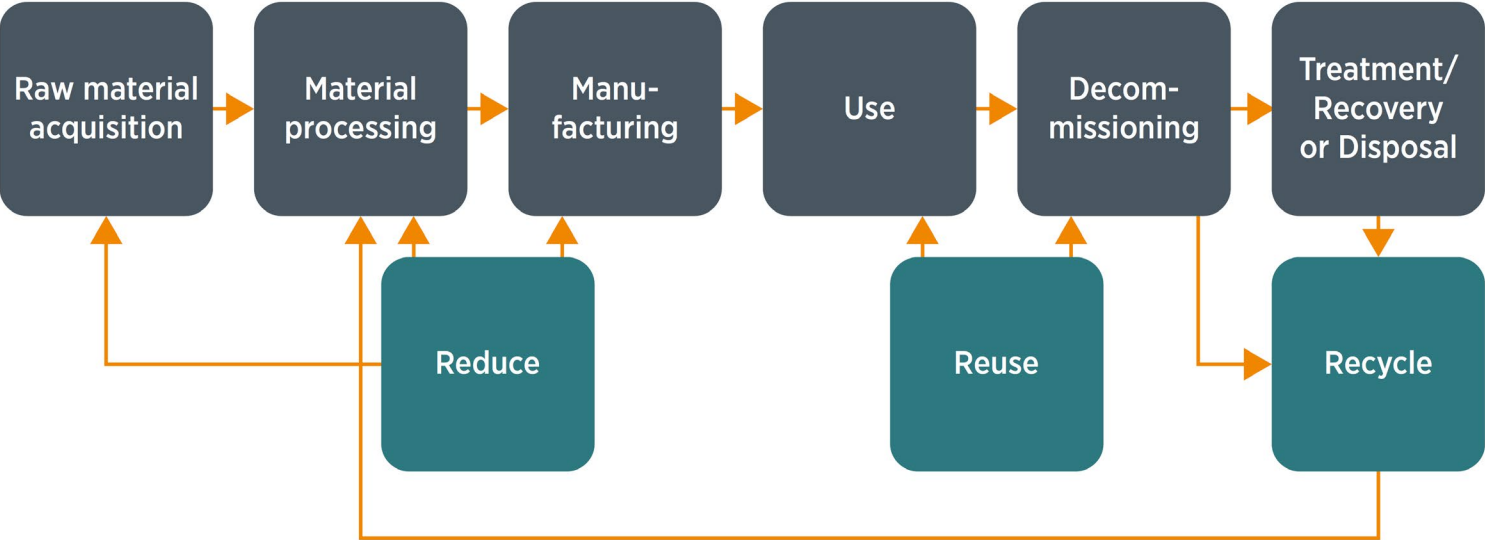 Raw material
acquisition
Material
processing
Manu-
facturing
Use
Decom-
missioning
Treatment/
Recovery
or Disposal
Reduce
Reuse
Recycle